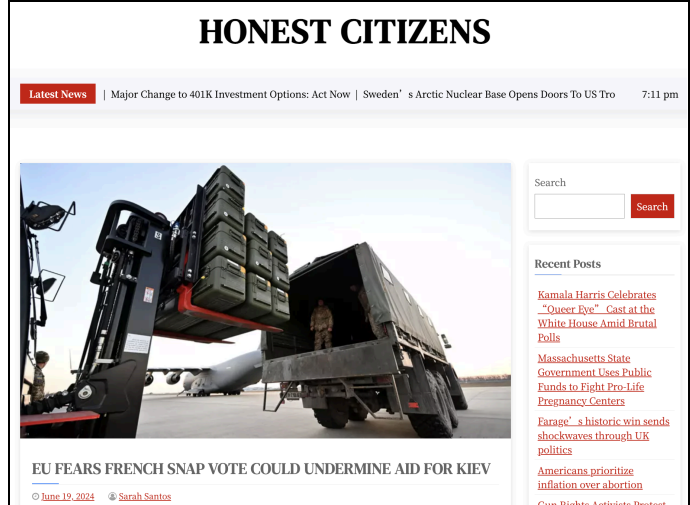 HONEST CITIZENS
Latest News | Major Change to 401K Investment Options: Act Now | Sweden’s Arctic Nuclear Base Opens Doors To US Tro 7:11 pm
Search
Search
Recent Posts
Kamala Harris Celebrates
“Queer Eye” Cast at the
White House Amid Brutal
Polls
Massachusetts State
Government Uses Public
Funds to Fight Pro-Life
Pregnancy Centers
Farage’s historic win sends
shockwaves through UK
politics
Americans prioritize
inflation over abortion
Gun Rights Activists Protest
EU FEARS FRENCH SNAP VOTE COULD UNDERMINE AID FOR KIEV
June 19, 2024 Sarah Santos